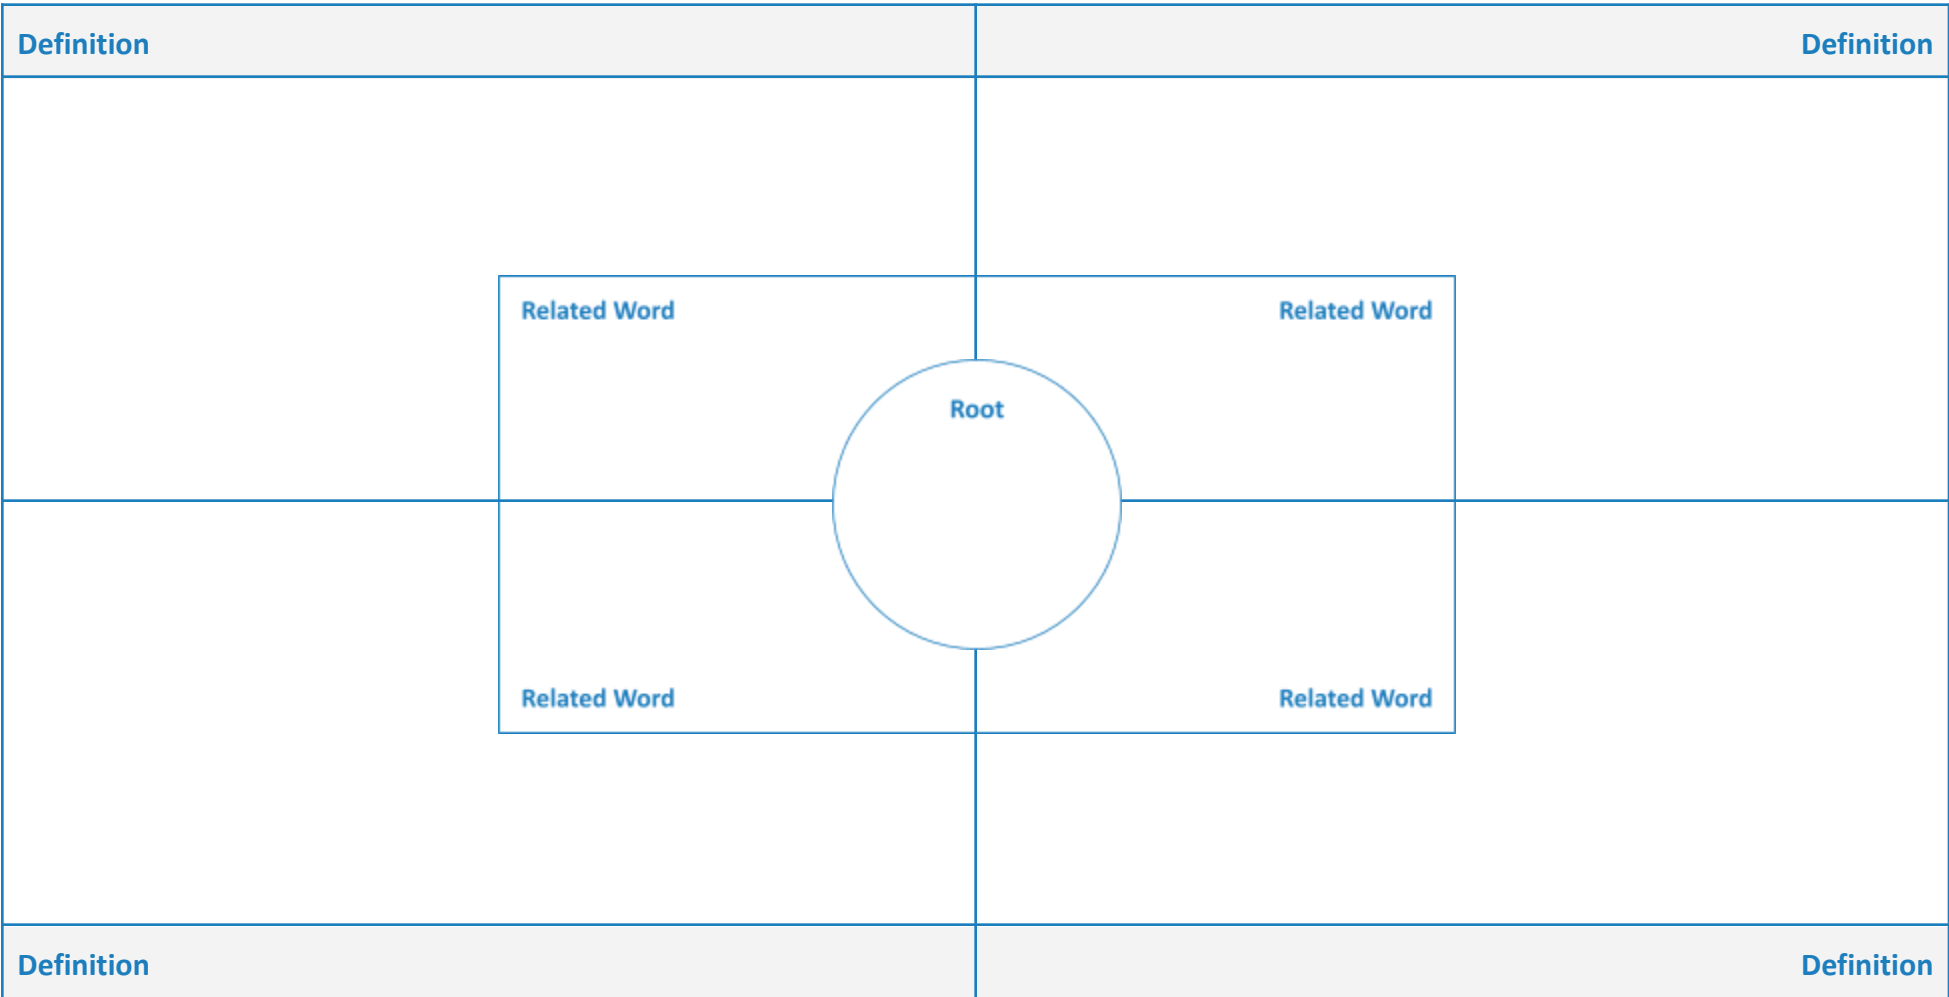 Definition
Definition
Related Word
Related Word
Root
Related Word
Related Word
Definition
Definition